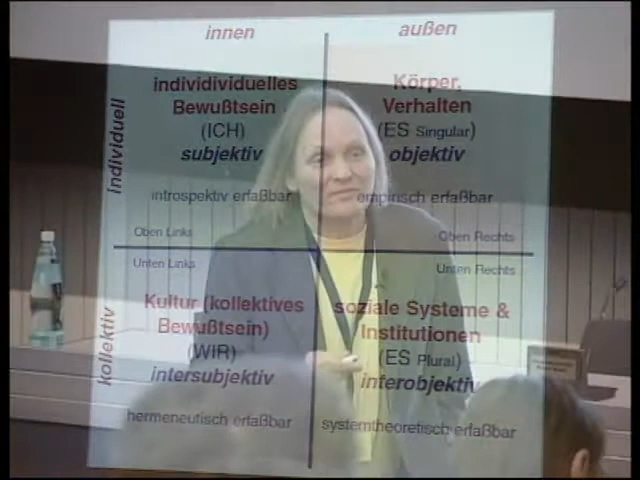 innen
außen
Individuell
individividuelles
Bewußtsein
(ICH)
subjektiv
introspektiv erfaßbar
Oben Links
Körper,
Verhalten
(ES Singular)
objektiv
empirisch erfaßbar
Oben Rechts
kollektiv
Unten Links
Kultur (kollektives
Bewußtsein)
(WIR)
intersubjektiv
hermeneutisch erfaßbar
Unten Rechts
soziale Systeme &
Institutionen
(ES Plural)
interobjektiv
systemtheoretisch erfaßbar